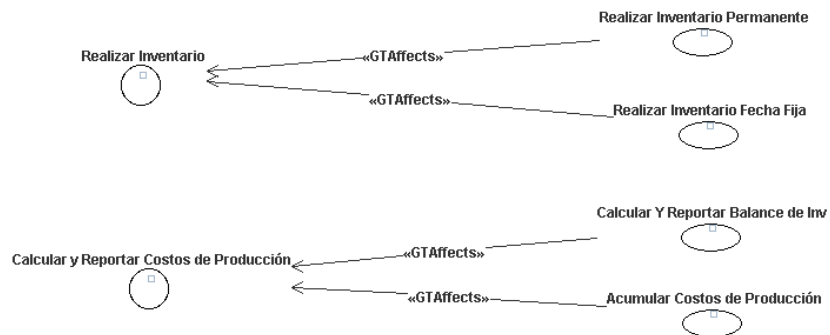 Realizar Inventario Permanente
Realizar Inventario
«GTAffects»
«GTAffects»
Realizar Inventario Fecha Fija
Calcular Y Reportar Balance de Inv
«GTAffects»
Calcular y Reportar Costos de Producción
«GTAffects»
Acumular Costos de Producción